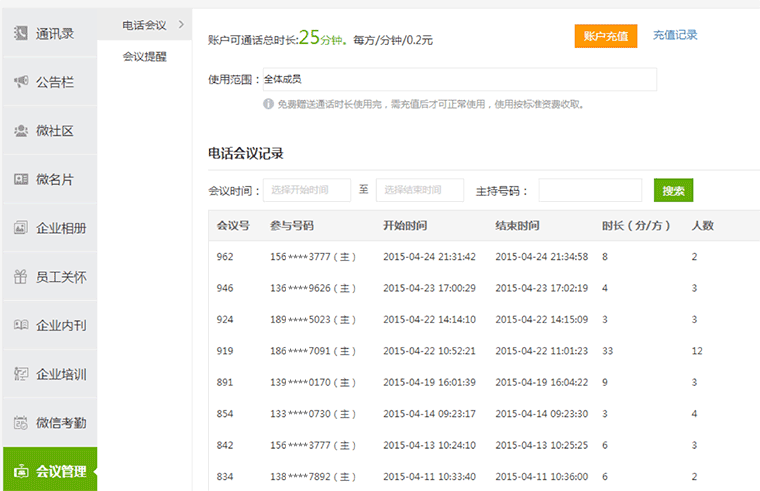 通讯录
公告栏
微社区
微名片
企业相册
员工关怀
企业内刊
企业培训
微信考勤
会议管理
电话会议
会议提醒
账户可通话总时长:25分钟。每方/分钟/0.2元
账户充值 充值记录
使用范围: 全体成员
免费赠送通话时长使用完，需充值后才可正常使用，使用按标准资费收取。
电话会议记录
会议时间: 选择开始时间 至 选择结束时间 主持号码: 搜索
会议号 参与号码 开始时间 结束时间 时长（分/方） 人数
962 156****3777（主） 2015-04-24 21:31:42 2015-04-24 21:34:58 8 2
946 136****9626（主） 2015-04-23 17:00:29 2015-04-23 17:02:19 4 3
924 189****5023（主） 2015-04-22 14:14:10 2015-04-22 14:15:09 3 3
919 186****7091（主） 2015-04-22 10:52:21 2015-04-22 11:01:23 33 12
891 139****0170（主） 2015-04-19 16:01:39 2015-04-19 16:04:22 9 3
854 133****0730（主） 2015-04-14 09:23:17 2015-04-14 09:23:30 3 4
842 156****3777（主） 2015-04-13 10:24:10 2015-04-13 10:25:25 6 3
834 138****7892（主） 2015-04-11 10:33:40 2015-04-11 10:36:00 6 2